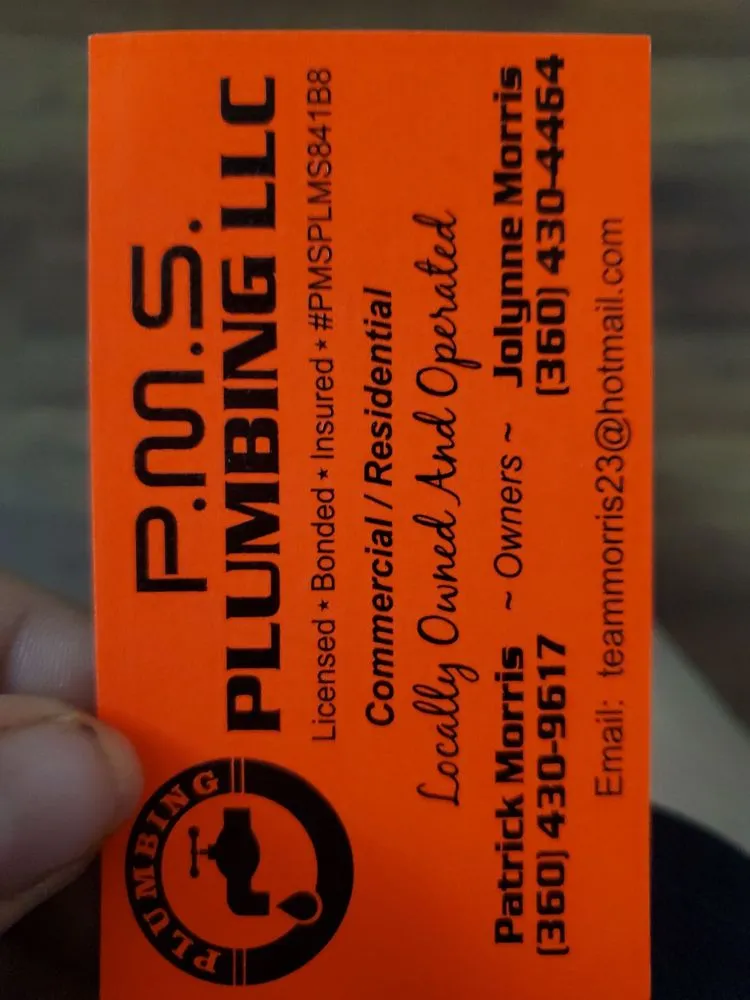 PLUMBING
P.M.S.
PLUMBING LLC
Licensed ★ Bonded ★ Insured ★ #PMSPLMS841B8
Commercial / Residential
Locally Owned And Operated
Patrick Morris ~ Owners ~ Jolynne Morris
(360) 430-9617 (360) 430-4464
Email: teammorris23@hotmail.com